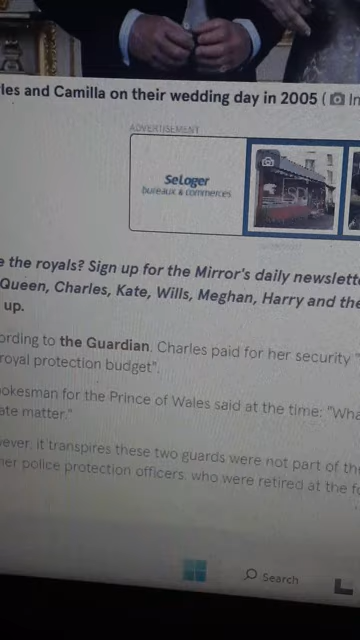 les and Camilla on their wedding day in 2005 ( In
ADVERTISEMENT
SeLoger
bureaux & commerces
e the royals? Sign up for the Mirror's daily newslette
Queen, Charles, Kate, Wills, Meghan, Harry and the
up.
ording to the Guardian, Charles paid for her security "
royal protection budget".
okesman for the Prince of Wales said at the time: "Wha
ate matter."
ever, it transpires these two guards were not part of the
er police protection officers, who were retired at the fo
Search